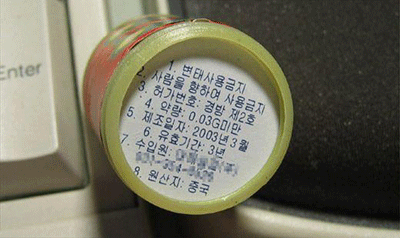 Enter
1. 변태사용금지
2. 사람을 향하여 사용금지
3. 허가번호: 경랑 제2호
4. 약량: 0.03G미만
5. 제조일자: 2003년 3월
6. 유효기간: 3년
7. 수입원:
8. 원산지: 중국